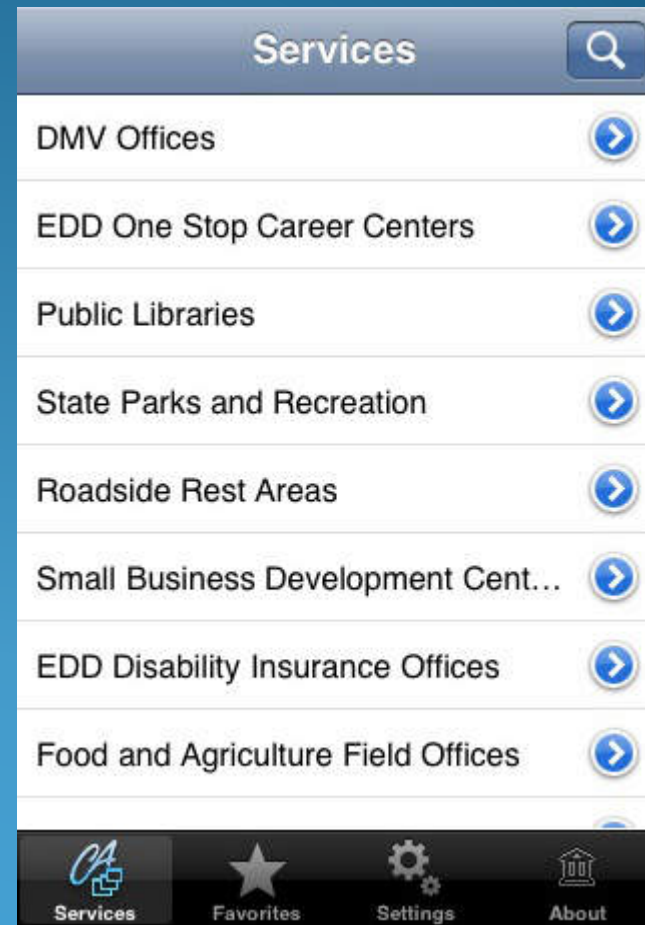 Services
DMV Offices
EDD One Stop Career Centers
Public Libraries
State Parks and Recreation
Roadside Rest Areas
Small Business Development Cent...
EDD Disability Insurance Offices
Food and Agriculture Field Offices
CA
Services Favorites Settings About